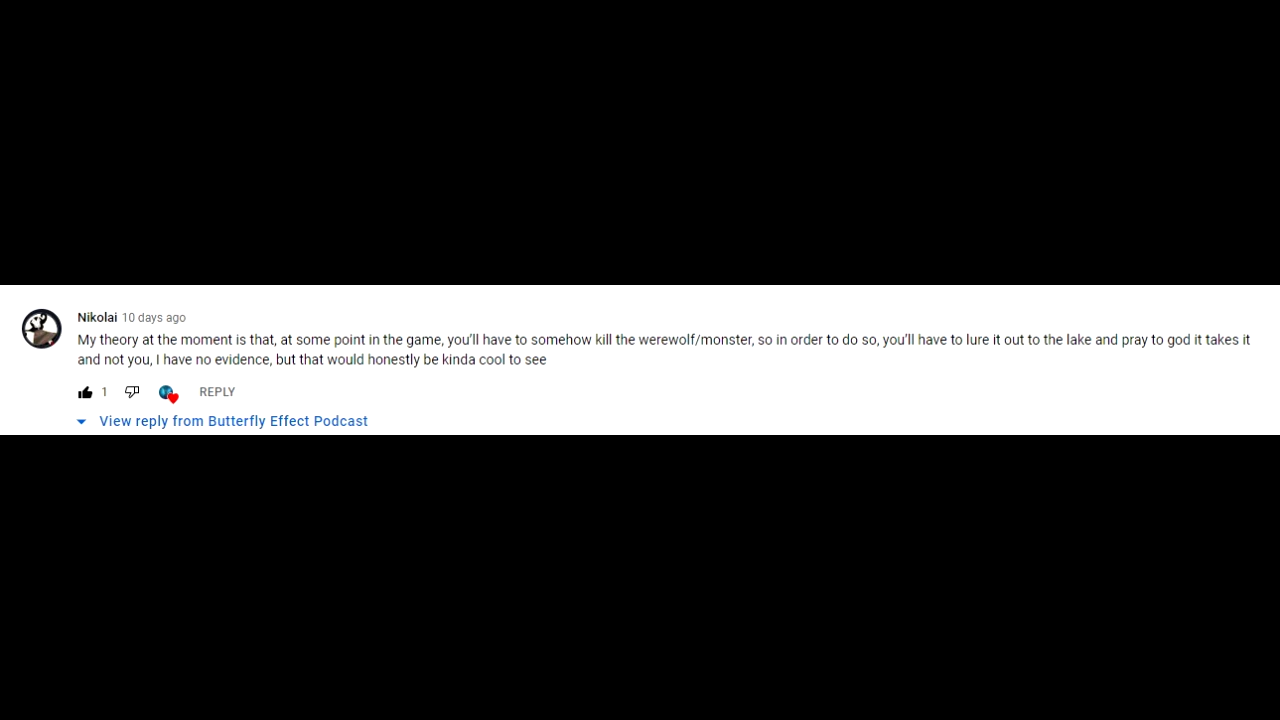 Nikolai 10 days ago
My theory at the moment is that, at some point in the game, you’ll have to somehow kill the werewolf/monster, so in order to do so, you’ll have to lure it out to the lake and pray to god it takes it
and not you, I have no evidence, but that would honestly be kinda cool to see
1 REPLY
View reply from Butterfly Effect Podcast